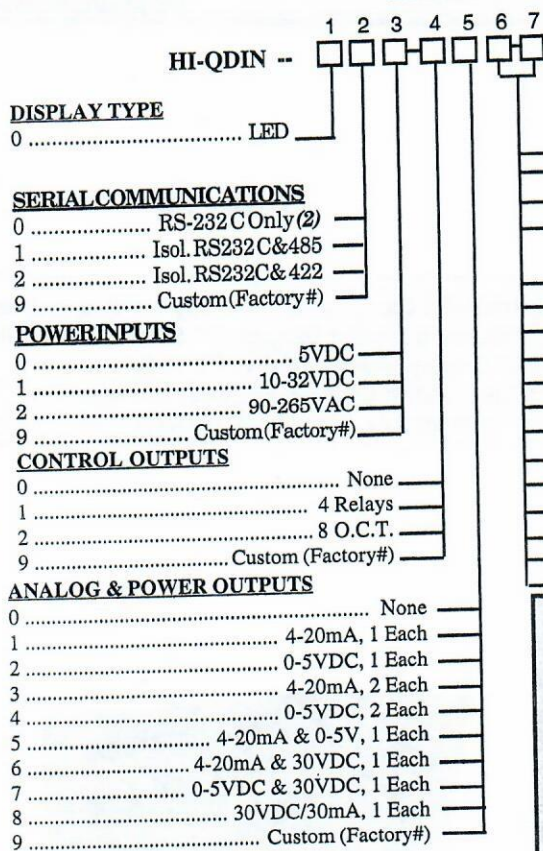 1 2 3 4 5 6 7
HI-QDIN --
DISPLAY TYPE
0 ................................ LED
SERIAL COMMUNICATIONS
0 .................... RS-232 C Only (2)
1 .................... Isol. RS232 C & 485
2 .................... Isol. RS232C & 422
9 .................... Custom (Factory#)
POWER INPUTS
0 .......................................... 5VDC
1 .................................... 10-32VDC
2 .................................. 90-265VAC
9 .......................... Custom (Factory#)
CONTROL OUTPUTS
0 ................................................ None
1 ............................................. 4 Relays
2 ............................................. 8 O.C.T.
9 .............................. Custom (Factory#)
ANALOG & POWER OUTPUTS
0 ...................................................... None
1 ...................................... 4-20mA, 1 Each
2 ...................................... 0-5VDC, 1 Each
3 ........................................ 4-20mA, 2 Each
4 ...................................... 0-5VDC, 2 Each
5 ............................ 4-20mA & 0-5V, 1 Each
6 ......................... 4-20mA & 30VDC, 1 Each
7 ......................... 0-5VDC & 30VDC, 1 Each
8 ............................... 30VDC/30mA, 1 Each
9 .................................... Custom (Factory#)